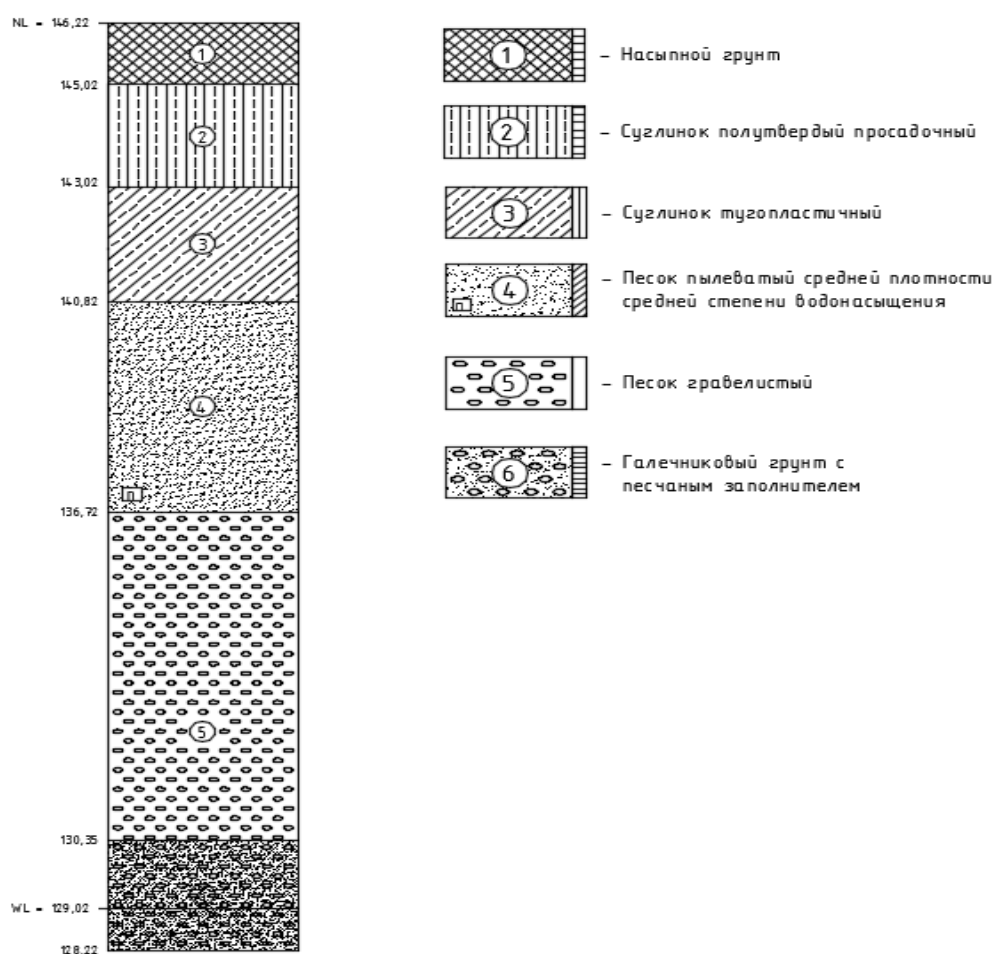 NL - 146,22
1
145,02
2
143,02
3
140,82
4
п
136,72
5
130,35
WL - 129,02
128,22
1 - Насыпной грунт
2 - Суглинок полутвердый просадочный
3 - Суглинок тугопластичный
4 - Песок пылеватый средней плотности
средней степени водонасыщения
п
5 - Песок гравелистый
6 - Галечниковый грунт с
песчаным заполнителем